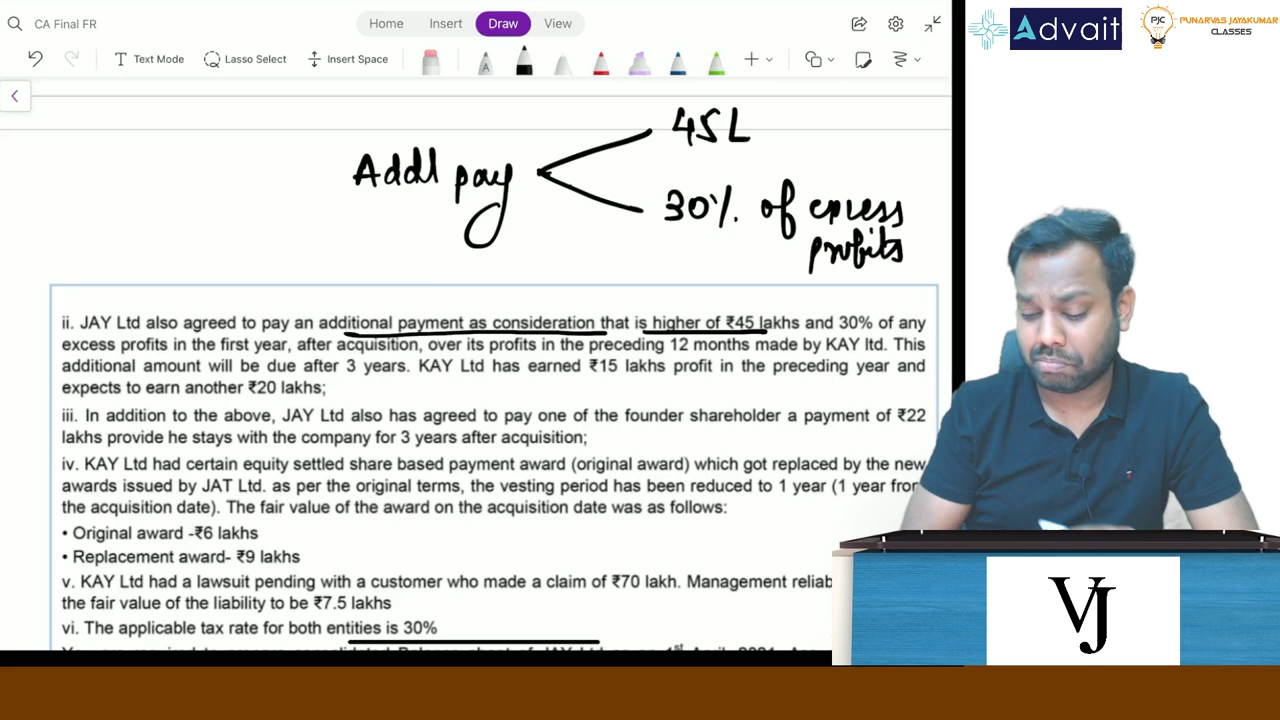 CA Final FR
Home Insert Draw View
Text Mode Lasso Select Insert Space
A
Advait
PJC
PUNARVAS JAYAKUMAR
CLASSES
45L
Addl pay
30% of excess
profits
ii. JAY Ltd also agreed to pay an additional payment as consideration that is higher of ₹45 lakhs and 30% of any
excess profits in the first year, after acquisition, over its profits in the preceding 12 months made by KAY ltd. This
additional amount will be due after 3 years. KAY Ltd has earned ₹15 lakhs profit in the preceding year and
expects to earn another ₹20 lakhs;
iii. In addition to the above, JAY Ltd also has agreed to pay one of the founder shareholder a payment of ₹22
lakhs provide he stays with the company for 3 years after acquisition;
iv. KAY Ltd had certain equity settled share based payment award (original award) which got replaced by the new
awards issued by JAT Ltd. as per the original terms, the vesting period has been reduced to 1 year (1 year from
the acquisition date). The fair value of the award on the acquisition date was as follows:
• Original award -₹6 lakhs
• Replacement award- ₹9 lakhs
v. KAY Ltd had a lawsuit pending with a customer who made a claim of ₹70 lakh. Management reliab
the fair value of the liability to be ₹7.5 lakhs
vi. The applicable tax rate for both entities is 30%
VJ